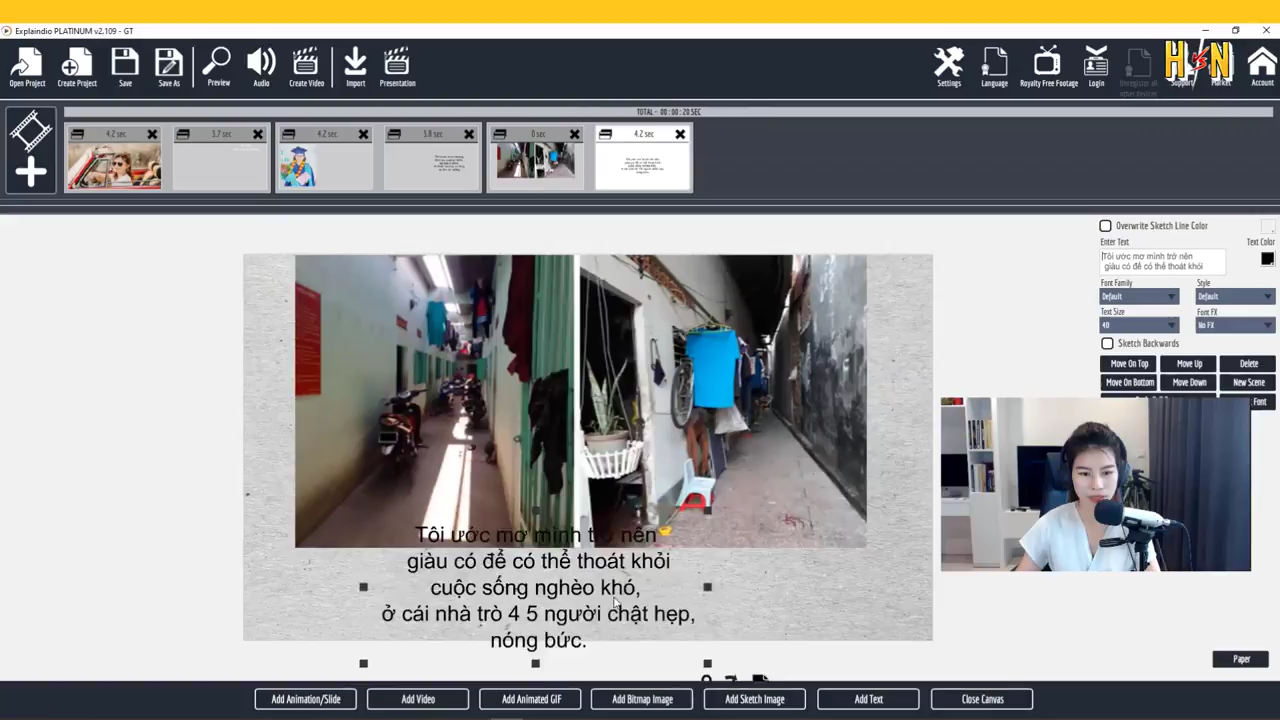 Explaindio PLATINUM v2.109 - GT
Open Project
Create Project
Save
Save As
Preview
Audio
Create Video
Import
Presentation
Settings
Language
Royalty Free Footage
Login
Unregister all other devices
Support
Market
Account
HSN
TOTAL - 00 : 00 : 20 SEC
4.2 sec
3.7 sec
4.2 sec
3.8 sec
0 sec
4.2 sec
Overwrite Sketch Line Color
Enter Text
Text Color
Tôi ước mơ mình trở nên
giàu có để có thể thoát khỏi
Font Family
Style
Default
Default
Text Size
Font FX
40
No FX
Sketch Backwards
Move On Top
Move Up
Delete
Move On Bottom
Move Down
New Scene
Font
Tôi ước mơ mình trở nên
giàu có để có thể thoát khỏi
cuộc sống nghèo khó,
ở cái nhà trò 4 5 người chật hẹp,
nóng bức.
Paper
Add Animation/Slide
Add Video
Add Animated GIF
Add Bitmap Image
Add Sketch Image
Add Text
Close Canvas